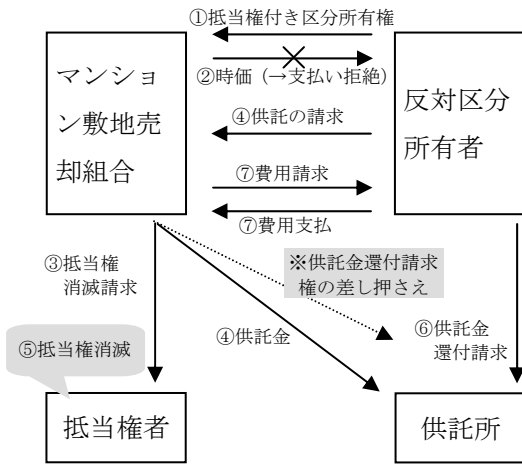 ①抵当権付き区分所有権
マンショ
ン敷地売
却組合
②時価（→支払い拒絶）
反対区分
所有者
④供託の請求
⑦費用請求
⑦費用支払
③抵当権
消滅請求
※供託金還付請求
権の差し押さえ
⑤抵当権消滅
④供託金
⑥供託金
還付請求
抵当権者
供託所